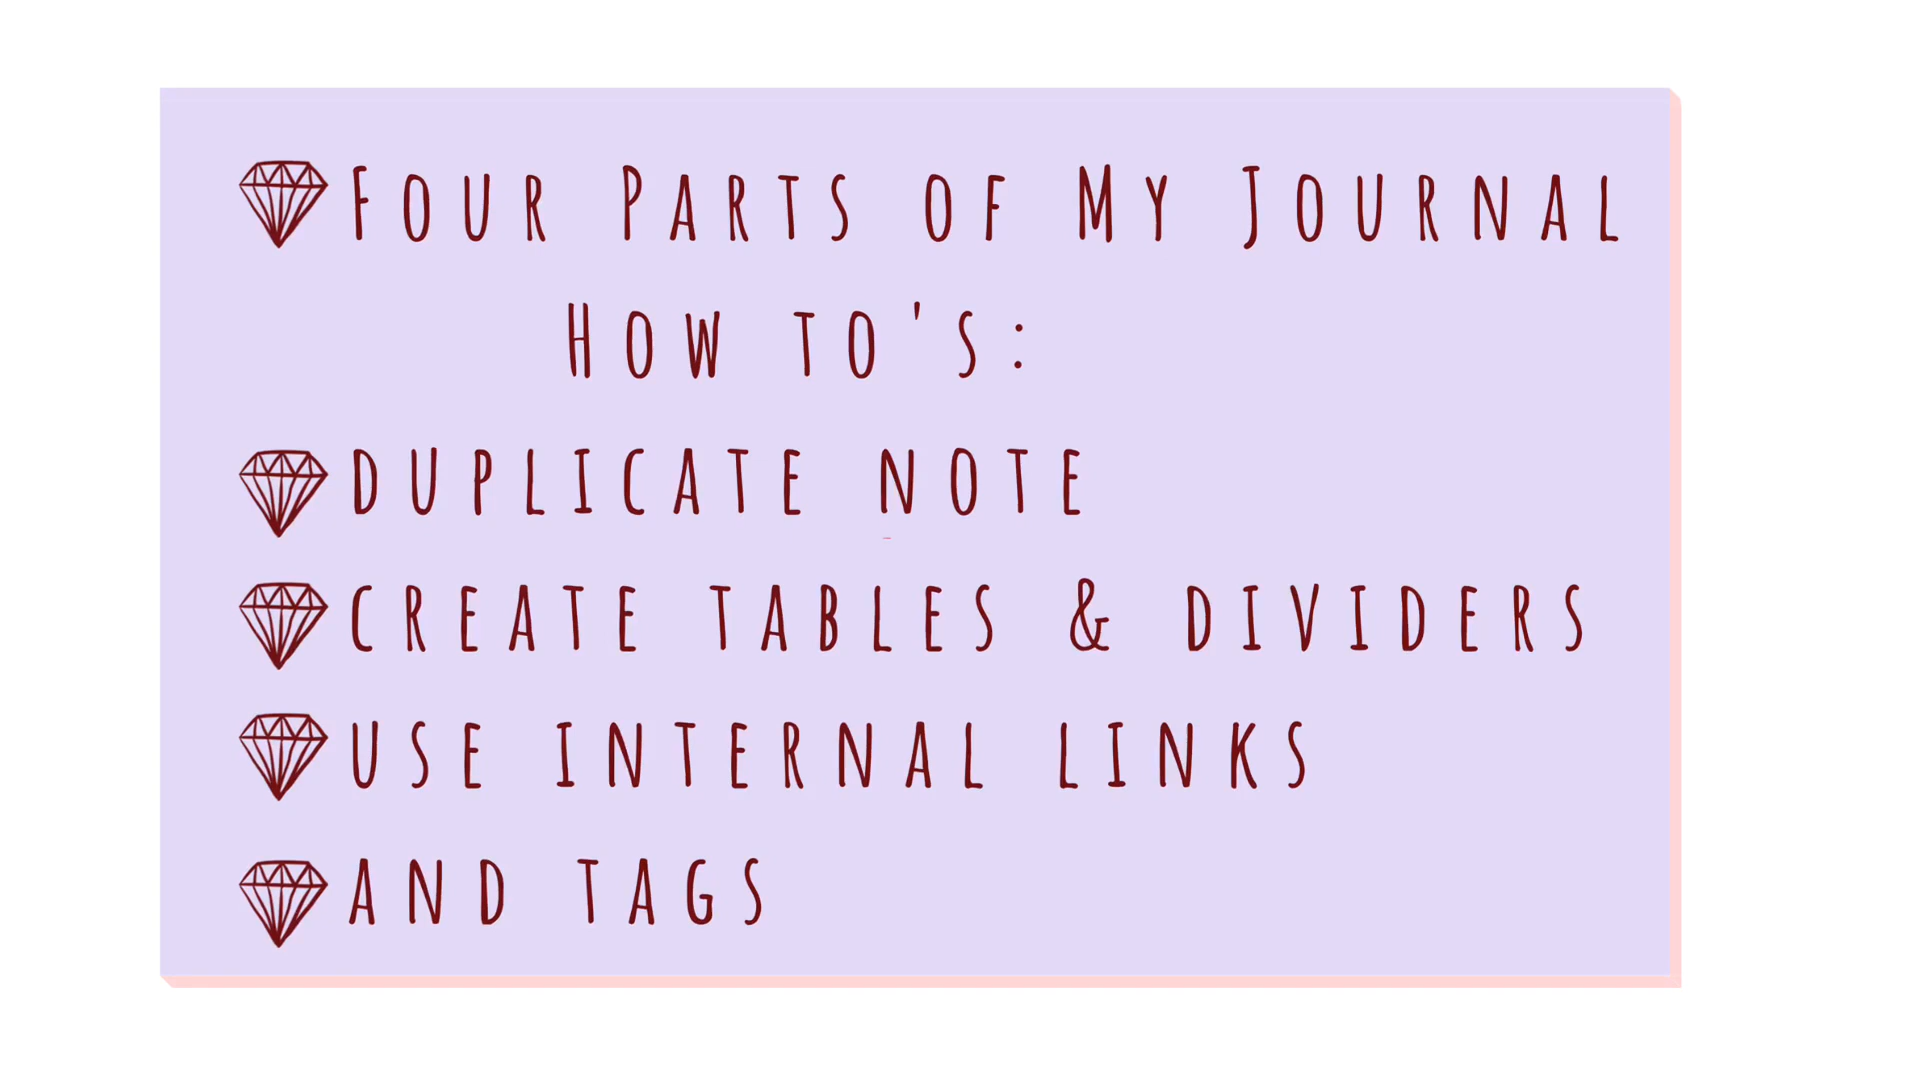 Four Parts of My Journal
How to's:
DUPLICATE NOTE
CREATE TABLES & DIVIDERS
USE INTERNAL LINKS
AND TAGS